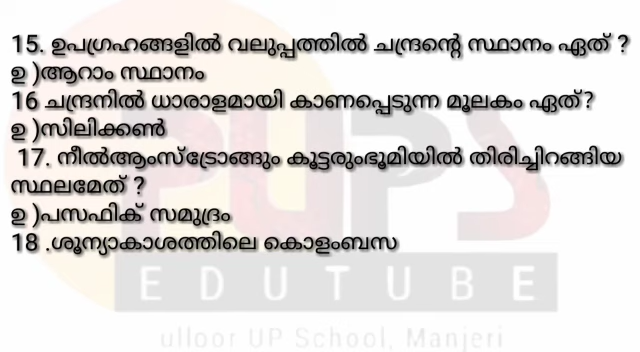 15. ഉപഗ്രഹങ്ങളിൽ വലുപ്പത്തിൽ ചന്ദ്രന്റെ സ്ഥാനം ഏത് ?
ഉ )ആറാം സ്ഥാനം
16 ചന്ദ്രനിൽ ധാരാളമായി കാണപ്പെടുന്ന മൂലകം ഏത്?
ഉ )സിലിക്കൺ
17. നീൽആംസ്ട്രോങ്ങും കൂട്ടരുംഭൂമിയിൽ തിരിച്ചിറങ്ങിയ
സ്ഥലമേത് ?
ഉ )പസഫിക് സമുദ്രം
18 .ശൂന്യാകാശത്തിലെ കൊളംബസ
EDUTUBE
ulloor UP School, Manjeri